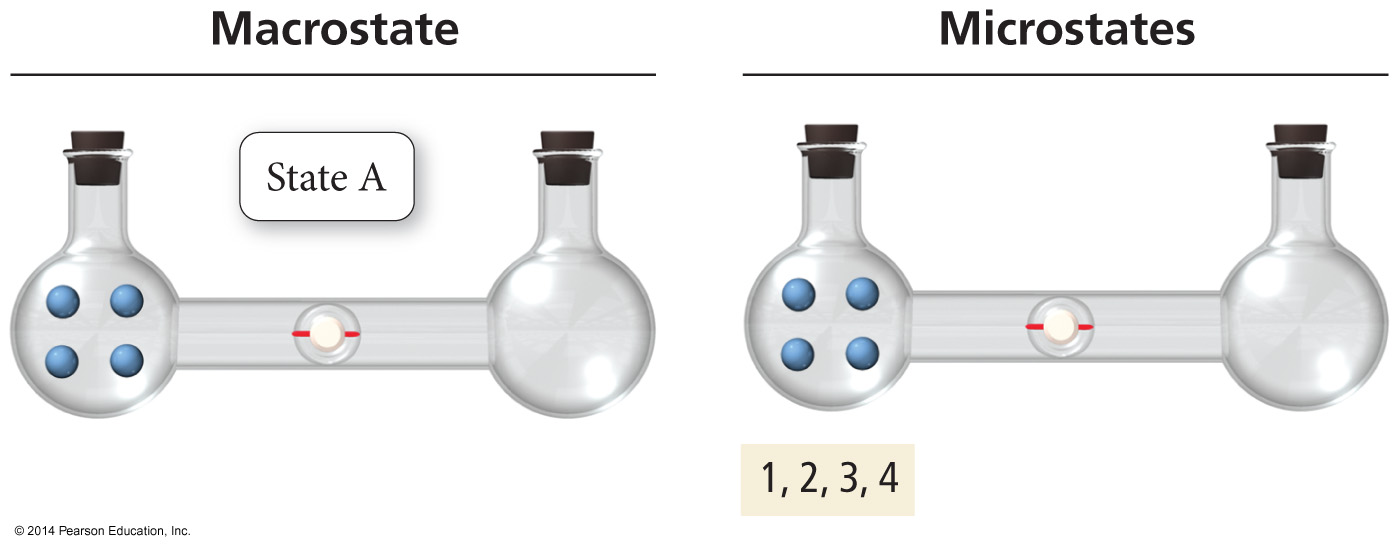 Macrostate
Microstates
State A
1, 2, 3, 4
© 2014 Pearson Education, Inc.